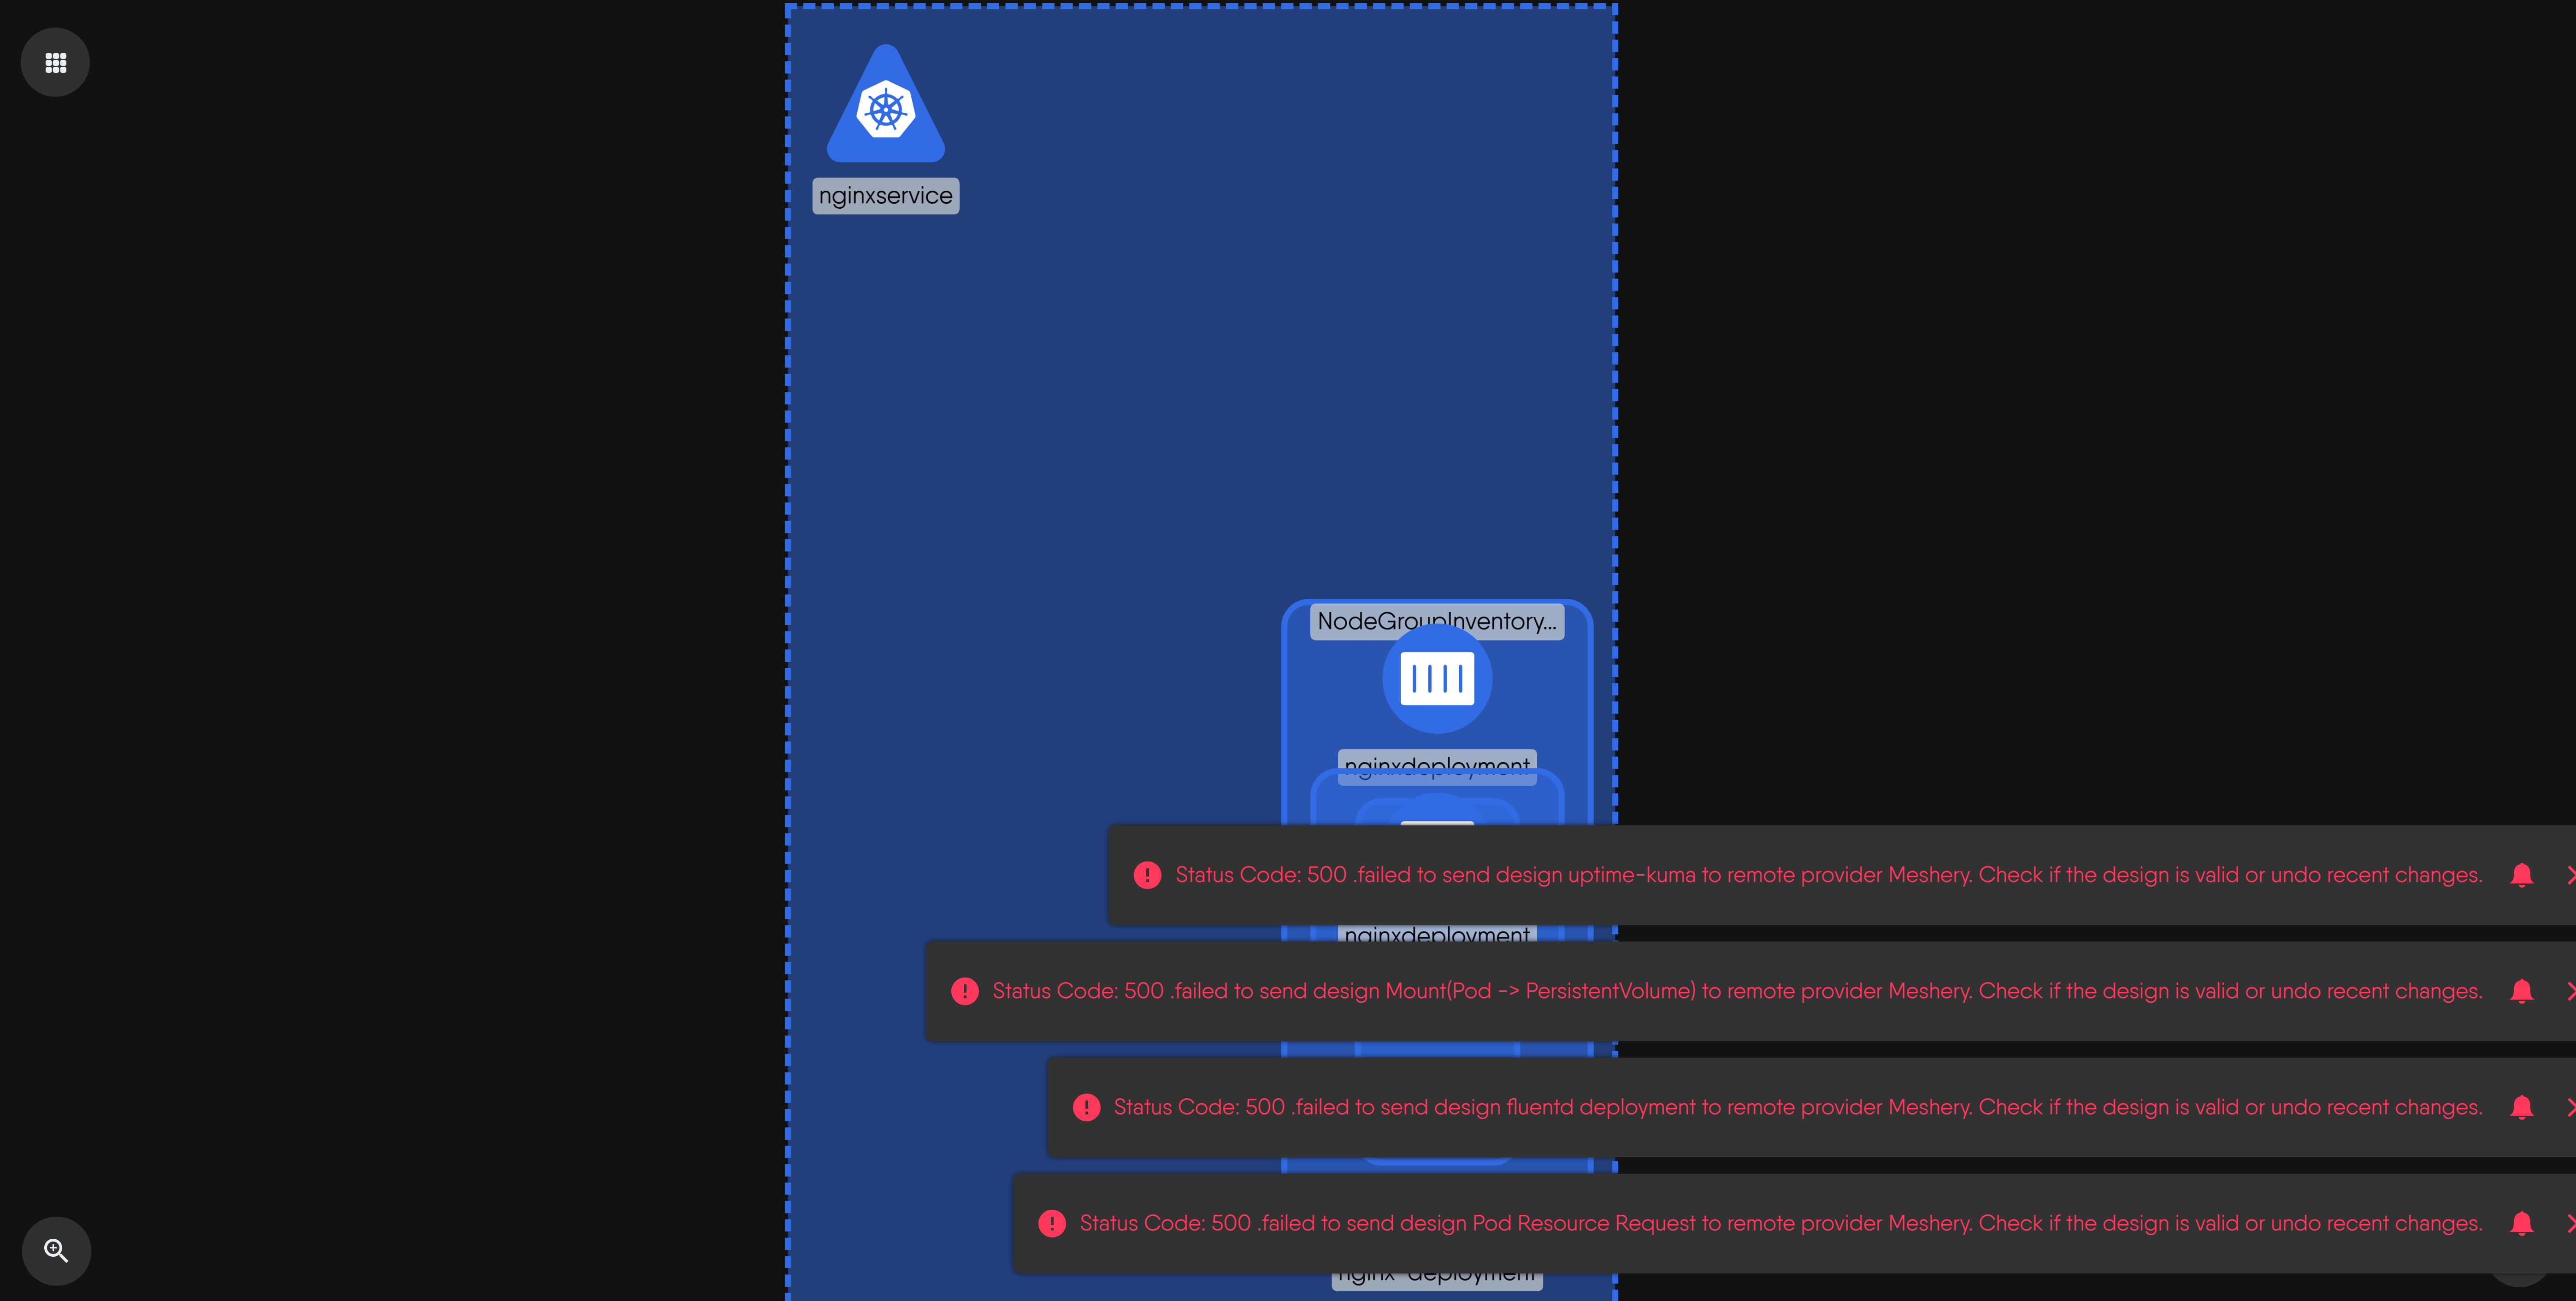 nginxservice
NodeGroupInventory...
nginxdeployment
Status Code: 500 .failed to send design uptime-kuma to remote provider Meshery. Check if the design is valid or undo recent changes.
nginxdeployment
Status Code: 500 .failed to send design Mount(Pod -> PersistentVolume) to remote provider Meshery. Check if the design is valid or undo recent changes.
Status Code: 500 .failed to send design fluentd deployment to remote provider Meshery. Check if the design is valid or undo recent changes.
Status Code: 500 .failed to send design Pod Resource Request to remote provider Meshery. Check if the design is valid or undo recent changes.
nginx-deployment